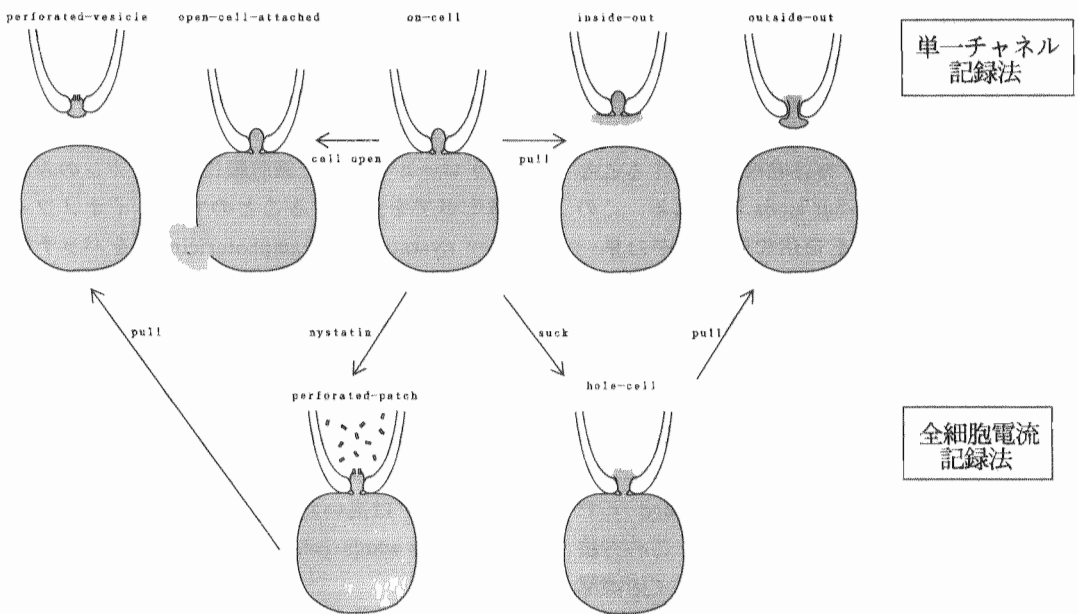 perforated-vesicle
open-cell-attached
on-cell
inside-out
outside-out
単一チャネル
記録法
cell open
pull
pull
nystatin
suck
pull
perforated-patch
hole-cell
全細胞電流
記録法